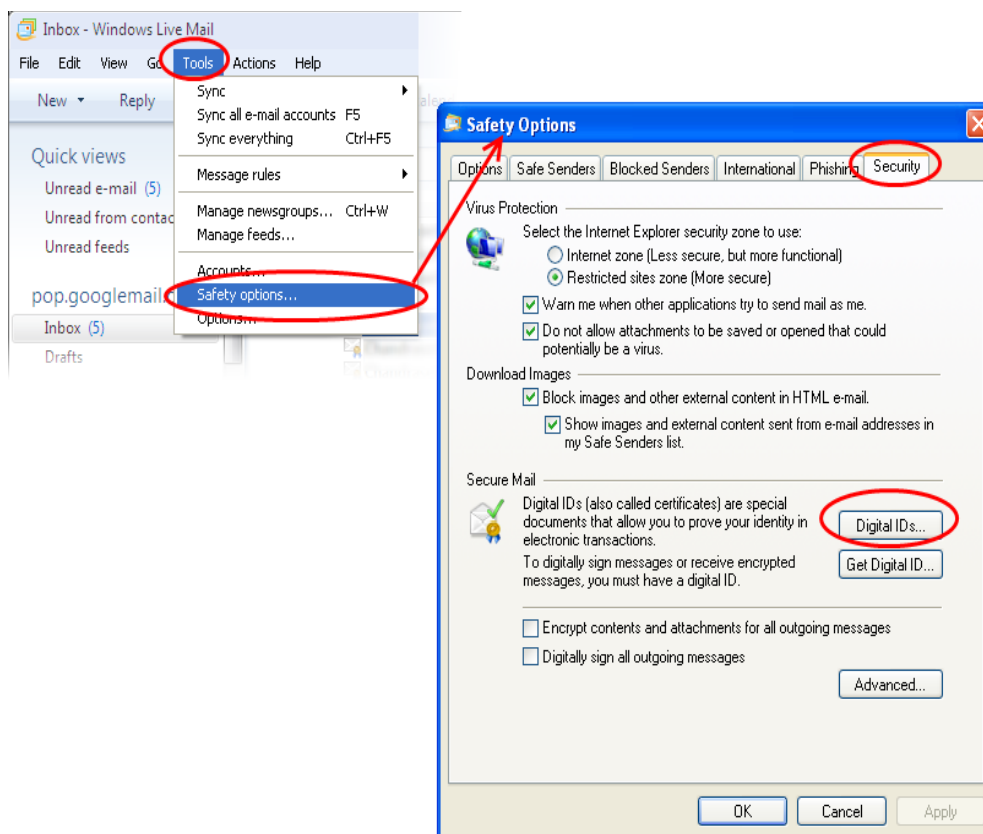 Inbox - Windows Live Mail
File Edit View Tools Actions Help
New Reply
Sync
Sync all e-mail accounts F5
Sync everything Ctrl+F5
Message rules
Manage newsgroups... Ctrl+W
Manage feeds...
Accounts...
Safety options...
Options...
Quick views
Unread e-mail (5)
Unread from contac
Unread feeds
pop.googlemail.
Inbox (5)
Drafts
Safety Options
Options Safe Senders Blocked Senders International Phishing Security
Virus Protection
Select the Internet Explorer security zone to use:
Internet zone (Less secure, but more functional)
Restricted sites zone (More secure)
Warn me when other applications try to send mail as me.
Do not allow attachments to be saved or opened that could
potentially be a virus.
Download Images
Block images and other external content in HTML e-mail.
Show images and external content sent from e-mail addresses in
my Safe Senders list.
Secure Mail
Digital IDs (also called certificates) are special
documents that allow you to prove your identity in
electronic transactions.
Digital IDs...
To digitally sign messages or receive encrypted
messages, you must have a digital ID.
Get Digital ID...
Encrypt contents and attachments for all outgoing messages
Digitally sign all outgoing messages
Advanced...
OK Cancel Apply